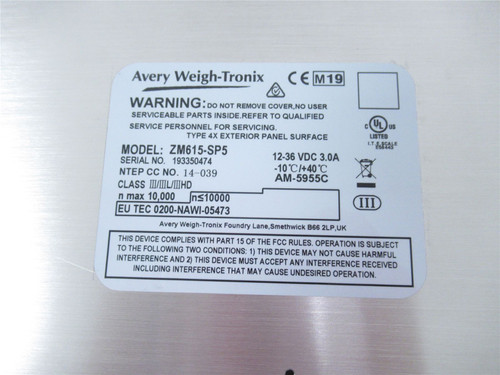 Avery Weigh-Tronix CE M19
WARNING: DO NOT REMOVE COVER,NO USER
SERVICEABLE PARTS INSIDE.REFER TO QUALIFIED
SERVICE PERSONNEL FOR SERVICING.
TYPE 4X EXTERIOR PANEL SURFACE
C UL US
LISTED
I.T.E. SCALE
MODEL: ZM615-SP5 12-36 VDC 3.0A
SERIAL NO. 193350474 -10°C/+40°C
NTEP CC NO. 14-039 AM-5955C
CLASS III/IIIL/IIHD
n max 10,000 n≤10000
EU TEC 0200-NAWI-05473
III
Avery Weigh-Tronix Foundry Lane,Smethwick B66 2LP,UK
THIS DEVICE COMPLIES WITH PART 15 OF THE FCC RULES. OPERATION IS SUBJECT
TO THE FOLLOWING TWO CONDITIONS: 1) THIS DEVICE MAY NOT CAUSE HARMFUL
INTERFERENCE AND 2) THIS DEVICE MUST ACCEPT ANY INTERFERENCE RECEIVED
INCLUDING INTERFERENCE THAT MAY CAUSE UNDESIRED OPERATION.